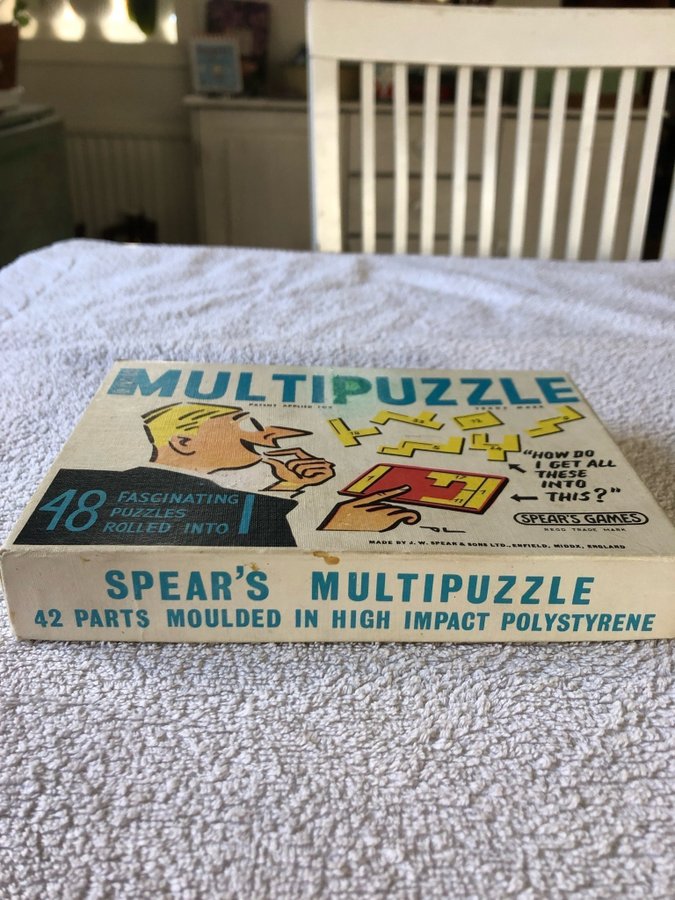 MULTIPUZZLE
PATENT APPLIED FOR
TRADE MARK
"HOW DO
I GET ALL
THESE
INTO
THIS?"
48 FASCINATING
PUZZLES
ROLLED INTO 1
SPEAR'S GAMES
REGD TRADE MARK
MADE BY J. W. SPEAR & SONS LTD., ENFIELD, MIDDX, ENGLAND
SPEAR'S MULTIPUZZLE
42 PARTS MOULDED IN HIGH IMPACT POLYSTYRENE